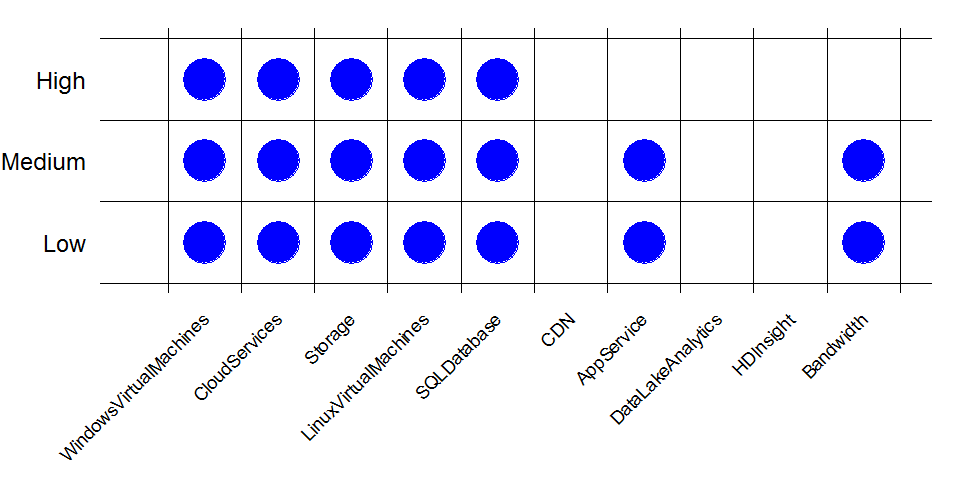 High
Medium
Low
WindowsVirtualMachines
CloudServices
Storage
LinuxVirtualMachines
SQLDatabase
CDN
AppService
DataLakeAnalytics
HDInsight
Bandwidth